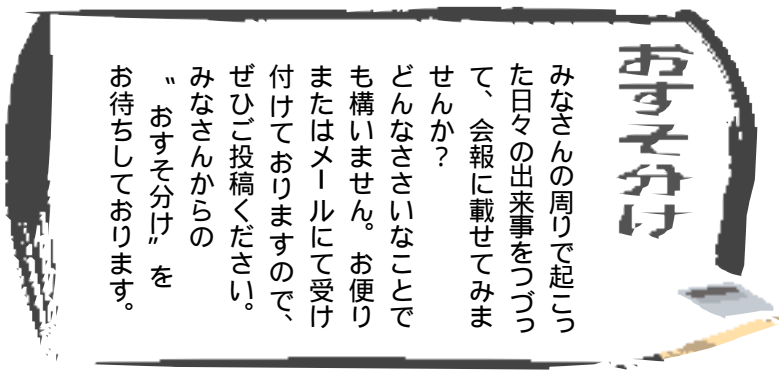 おすそ分け
みなさんの周りで起こっ
た日々の出来事をつづっ
て、会報に載せてみま
せんか？
どんなささいなことで
も構いません。お便り
またはメールにて受け
付けておりますので、
ぜひご投稿ください。
みなさんからの
〝おすそ分け〟を
お待ちしております。